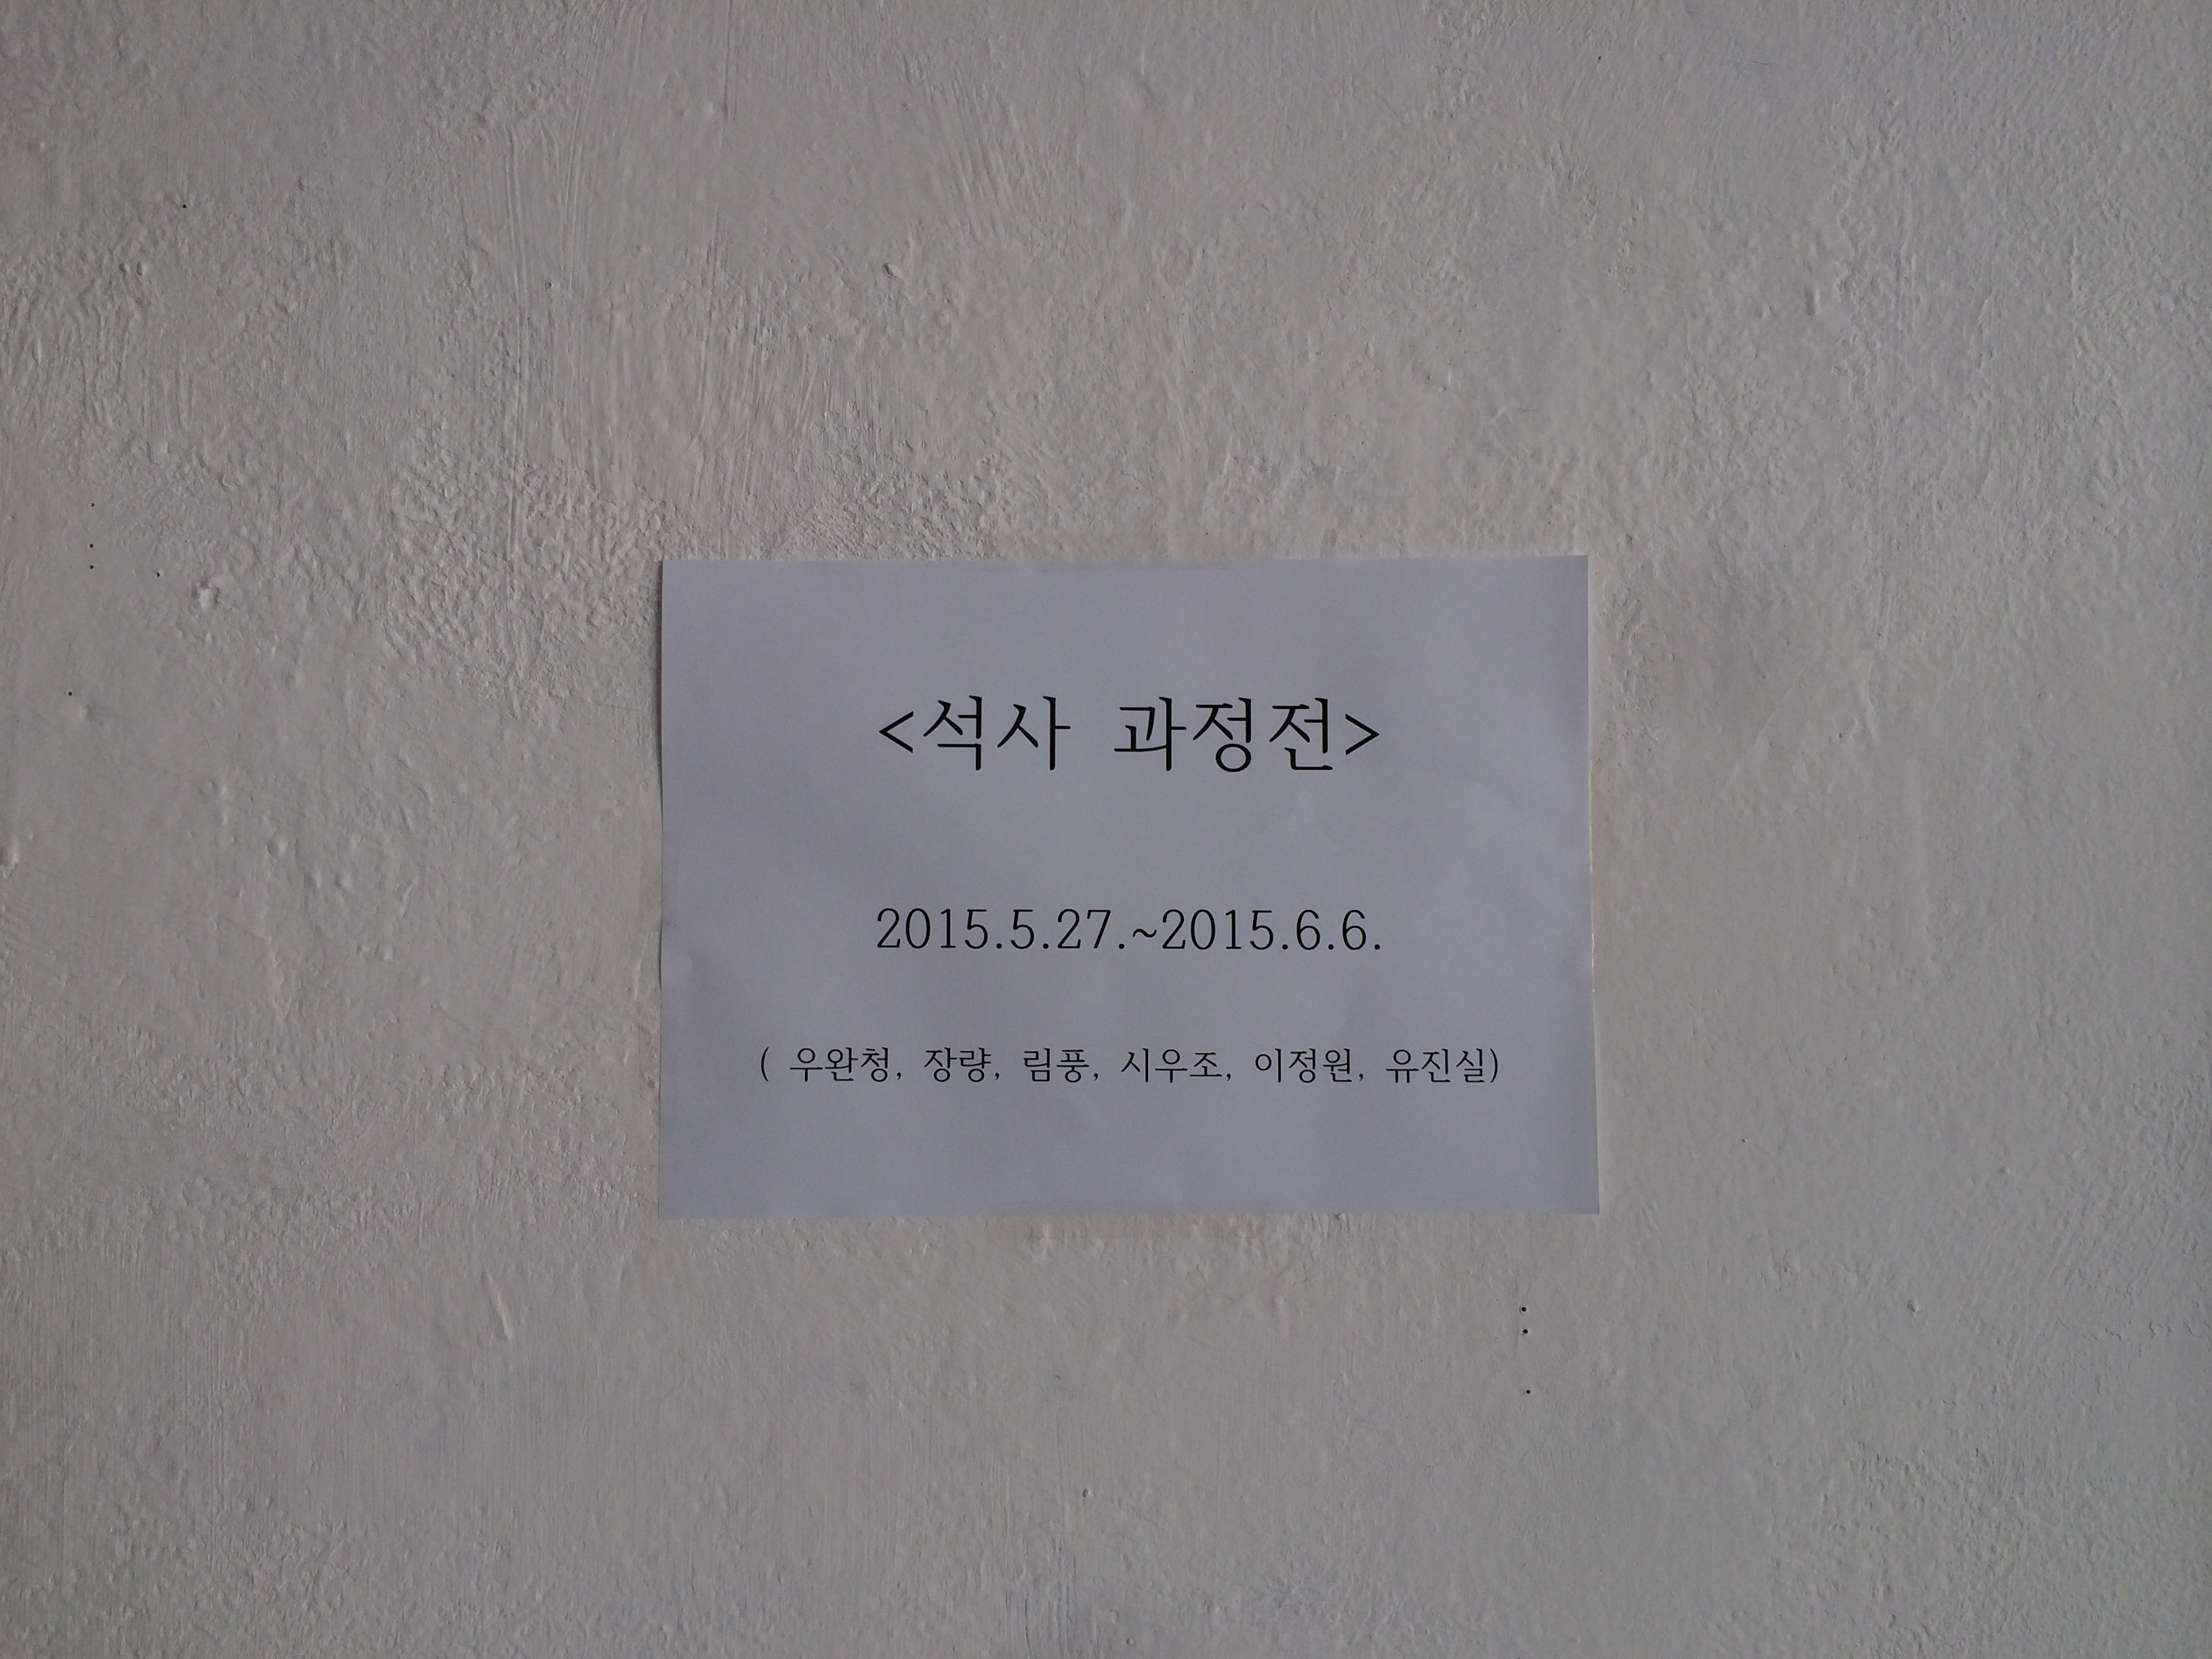 <석사 과정전>
2015.5.27.~2015.6.6.
( 우완청, 장량, 림풍, 시우조, 이정원, 유진실)